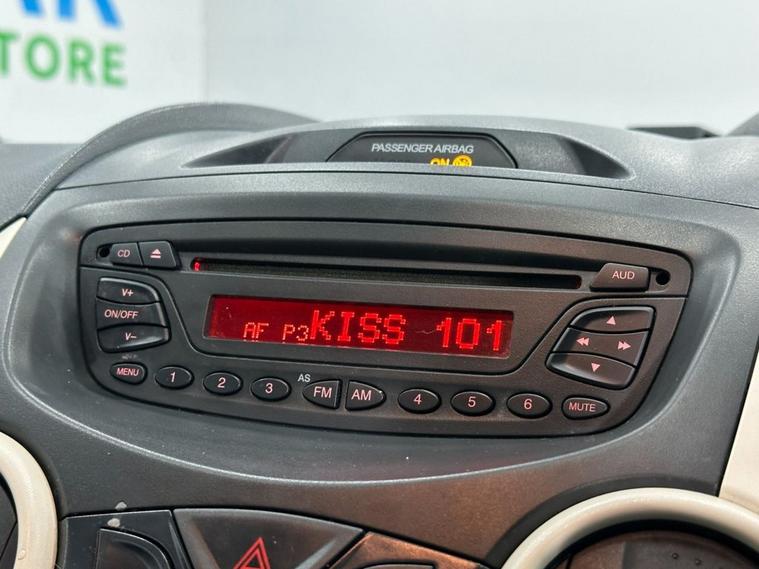 TORE
PASSENGER AIRBAG
ON
CD
AUD
V+
ON/OFF
V-
AF P3 KISS 101
MENU
1
2
3
AS
FM
AM
4
5
6
MUTE